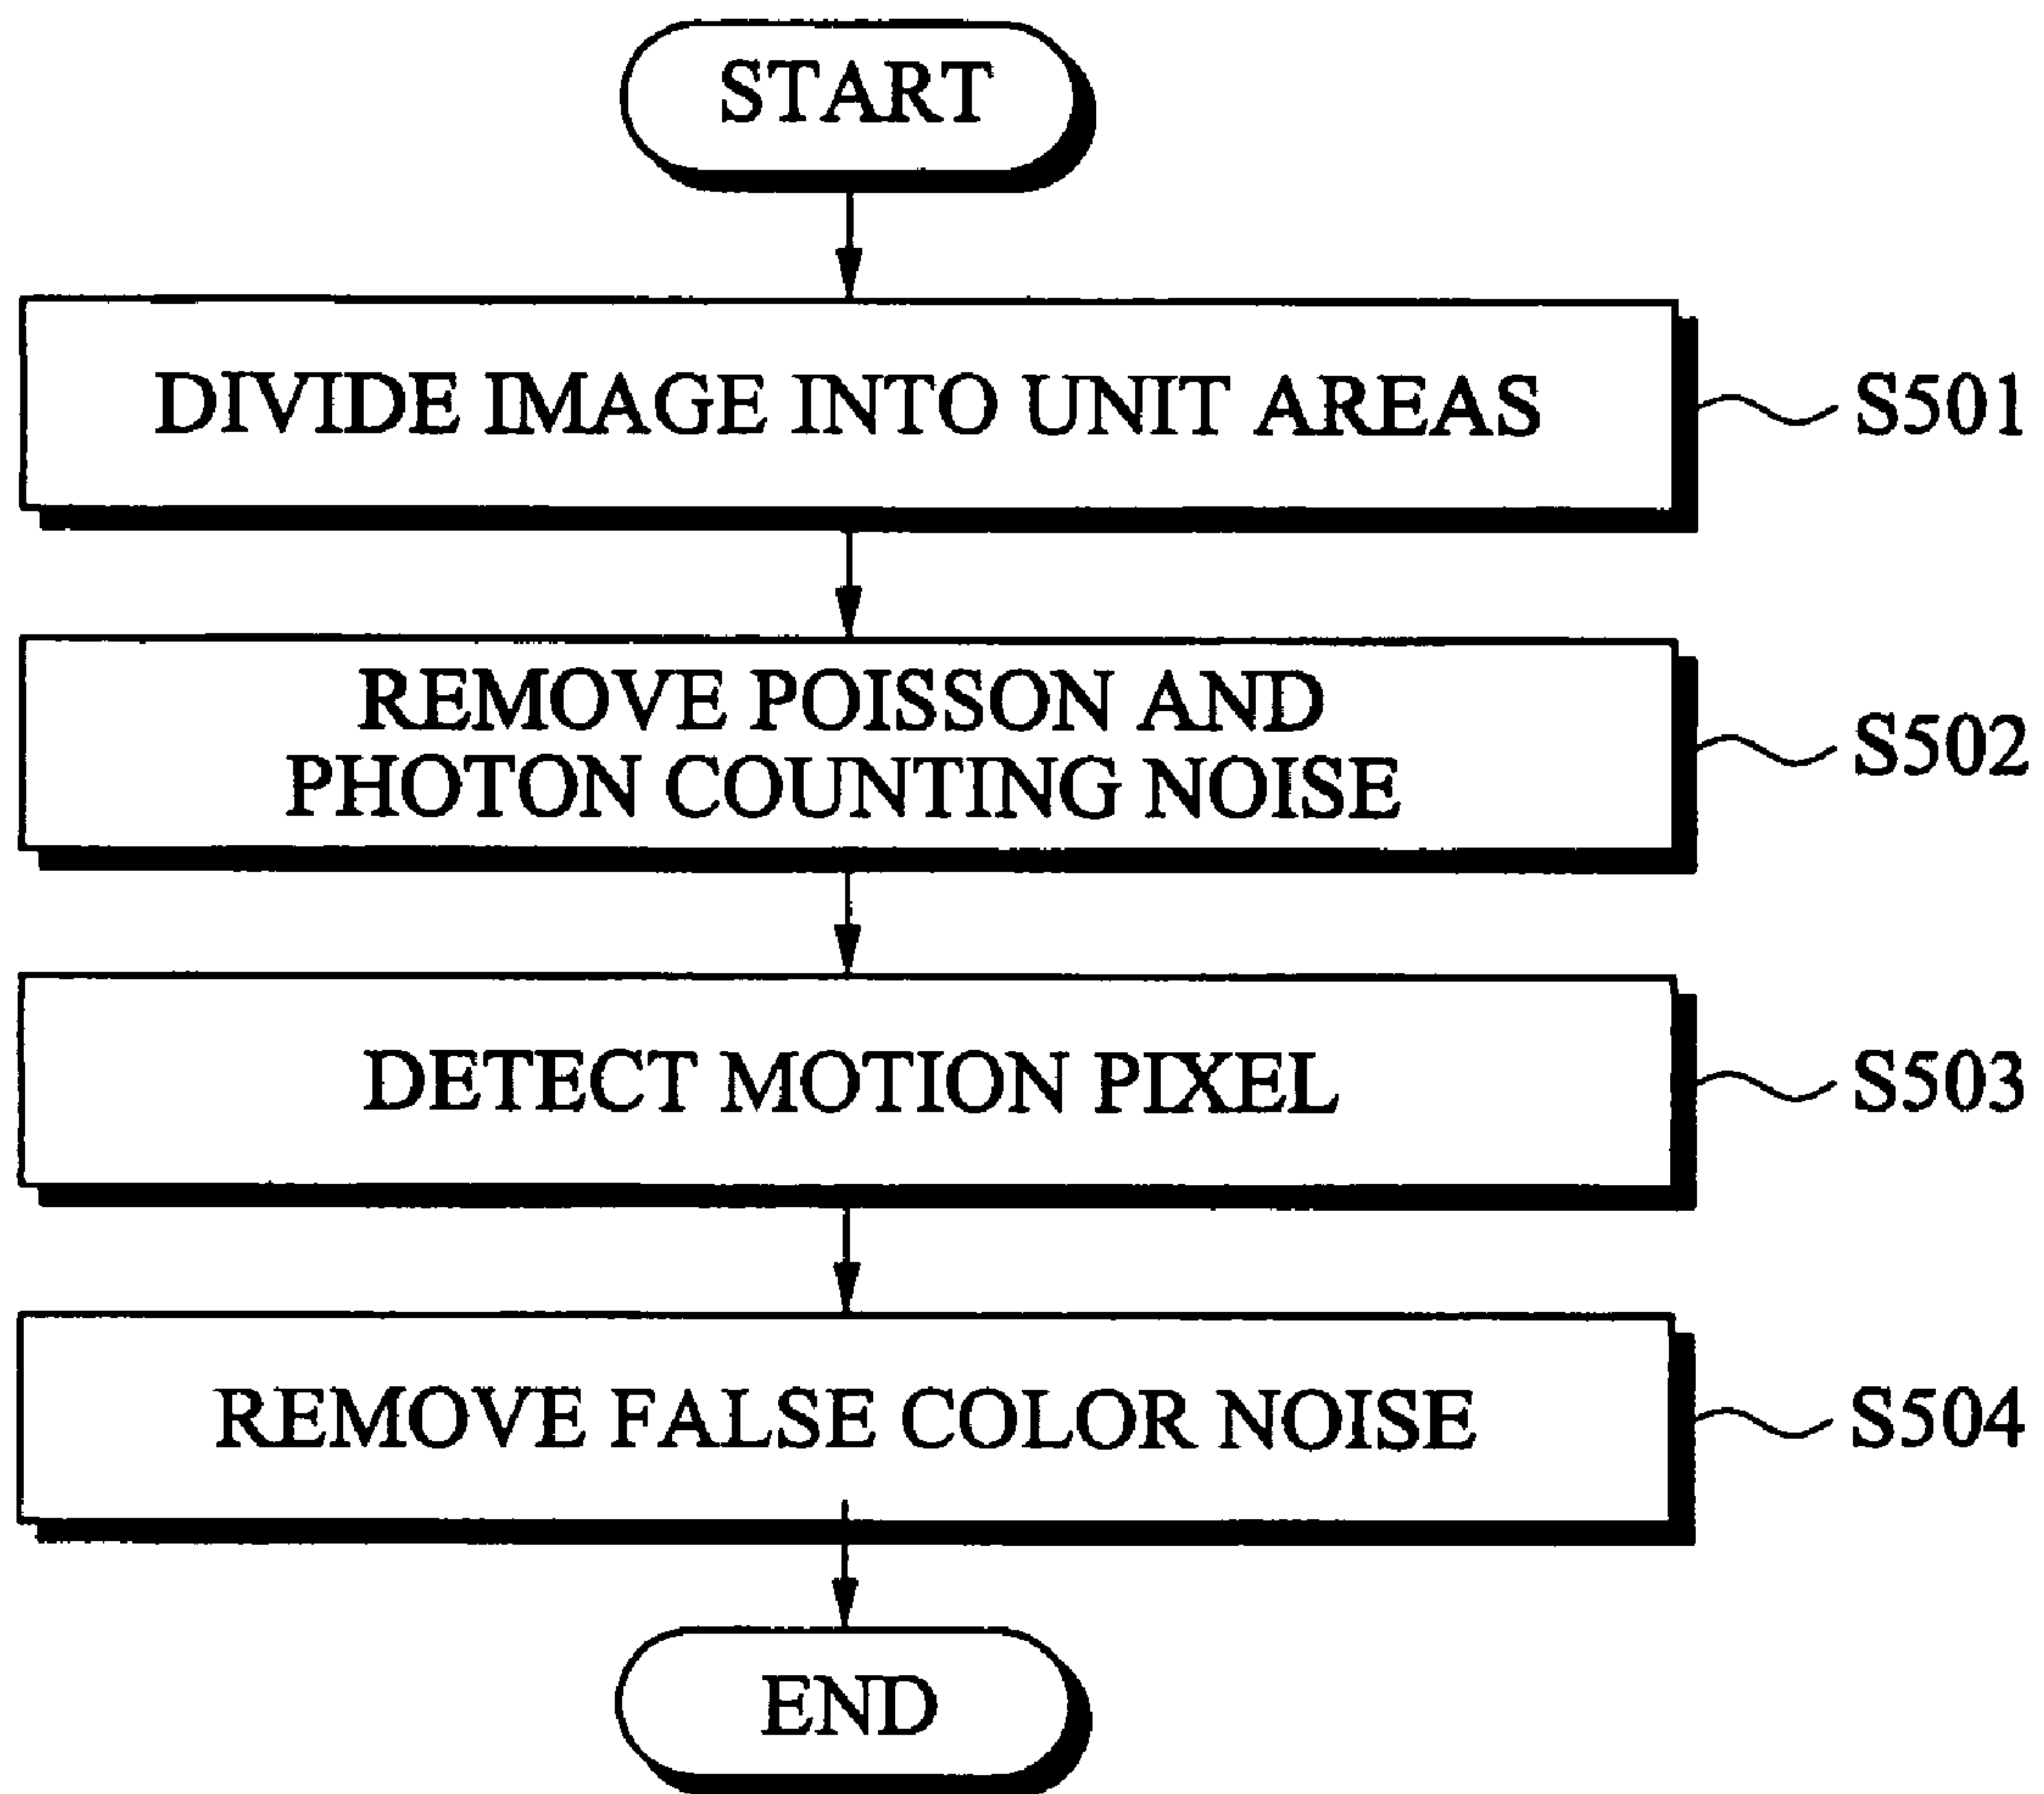 START
DIVIDE IMAGE INTO UNIT AREAS
S501
REMOVE POISSON AND
PHOTON COUNTING NOISE
S502
DETECT MOTION PIXEL
S503
REMOVE FALSE COLOR NOISE
S504
END